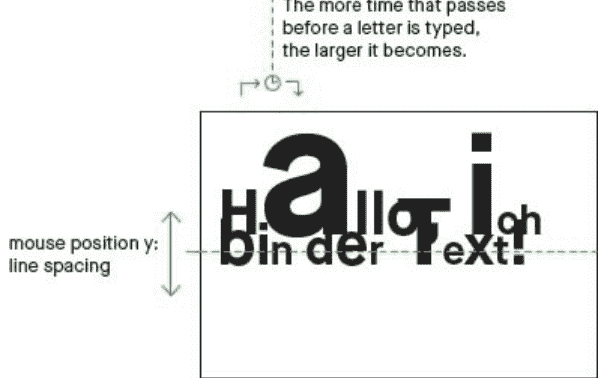 The more time that passes
before a letter is typed,
the larger it becomes.
Hallo, ich
bin der Text!
mouse position y:
line spacing